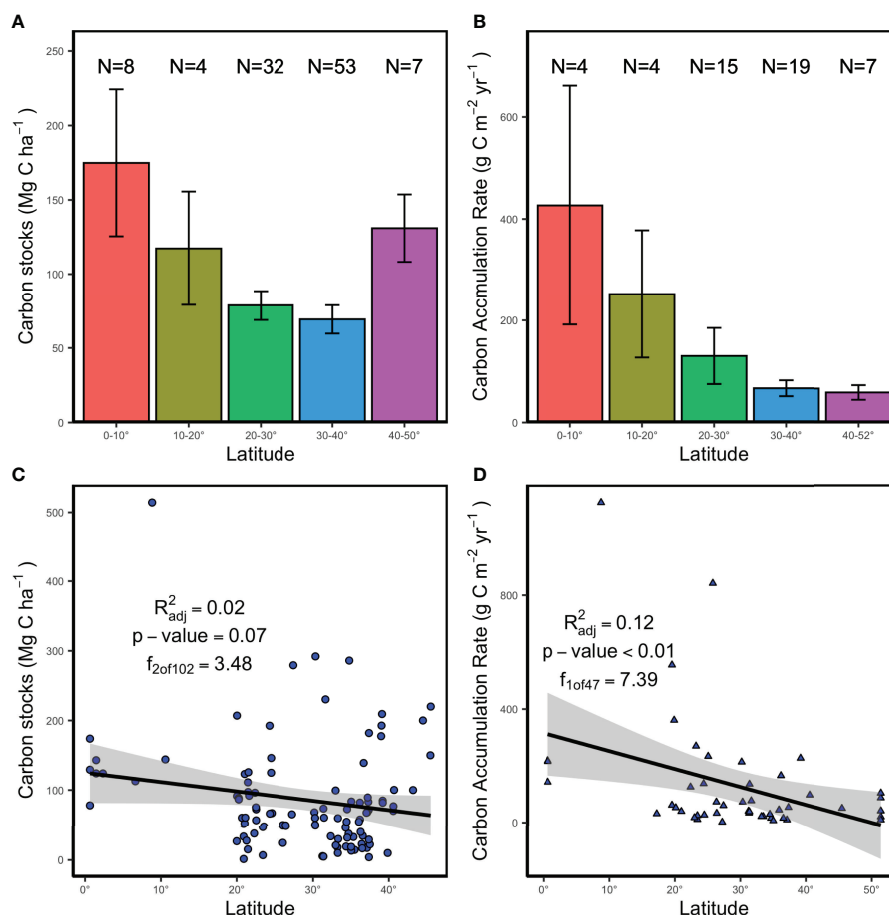 A
Carbon stocks (Mg C ha⁻¹)
250
200
150
100
50
0
N=8 N=4 N=32 N=53 N=7
0-10° 10-20° 20-30° 30-40° 40-50°
Latitude
B
Carbon Accumulation Rate (g C m⁻² yr⁻¹)
600
400
200
0
N=4 N=4 N=15 N=19 N=7
0-10° 10-20° 20-30° 30-40° 40-52°
Latitude
C
Carbon stocks (Mg C ha⁻¹)
500
400
300
200
100
0
R²adj = 0.02
p – value = 0.07
f2of102 = 3.48
0° 10° 20° 30° 40°
Latitude
D
Carbon Accumulation Rate (g C m⁻² yr⁻¹)
800
400
0
R²adj = 0.12
p – value < 0.01
f1of47 = 7.39
0° 10° 20° 30° 40° 50°
Latitude